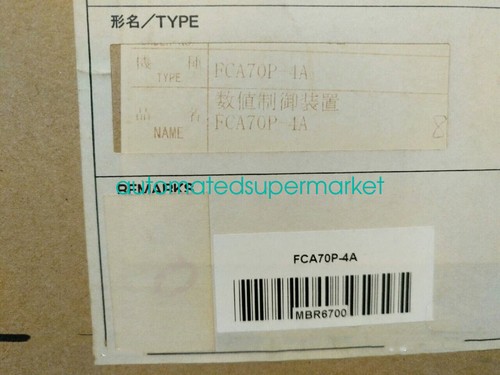 形名/TYPE
機種 FCA70P-4A
TYPE
数値制御装置
品名 FCA70P-4A
NAME
REMARKS
automatedsupermarket
FCA70P-4A
MBR6700